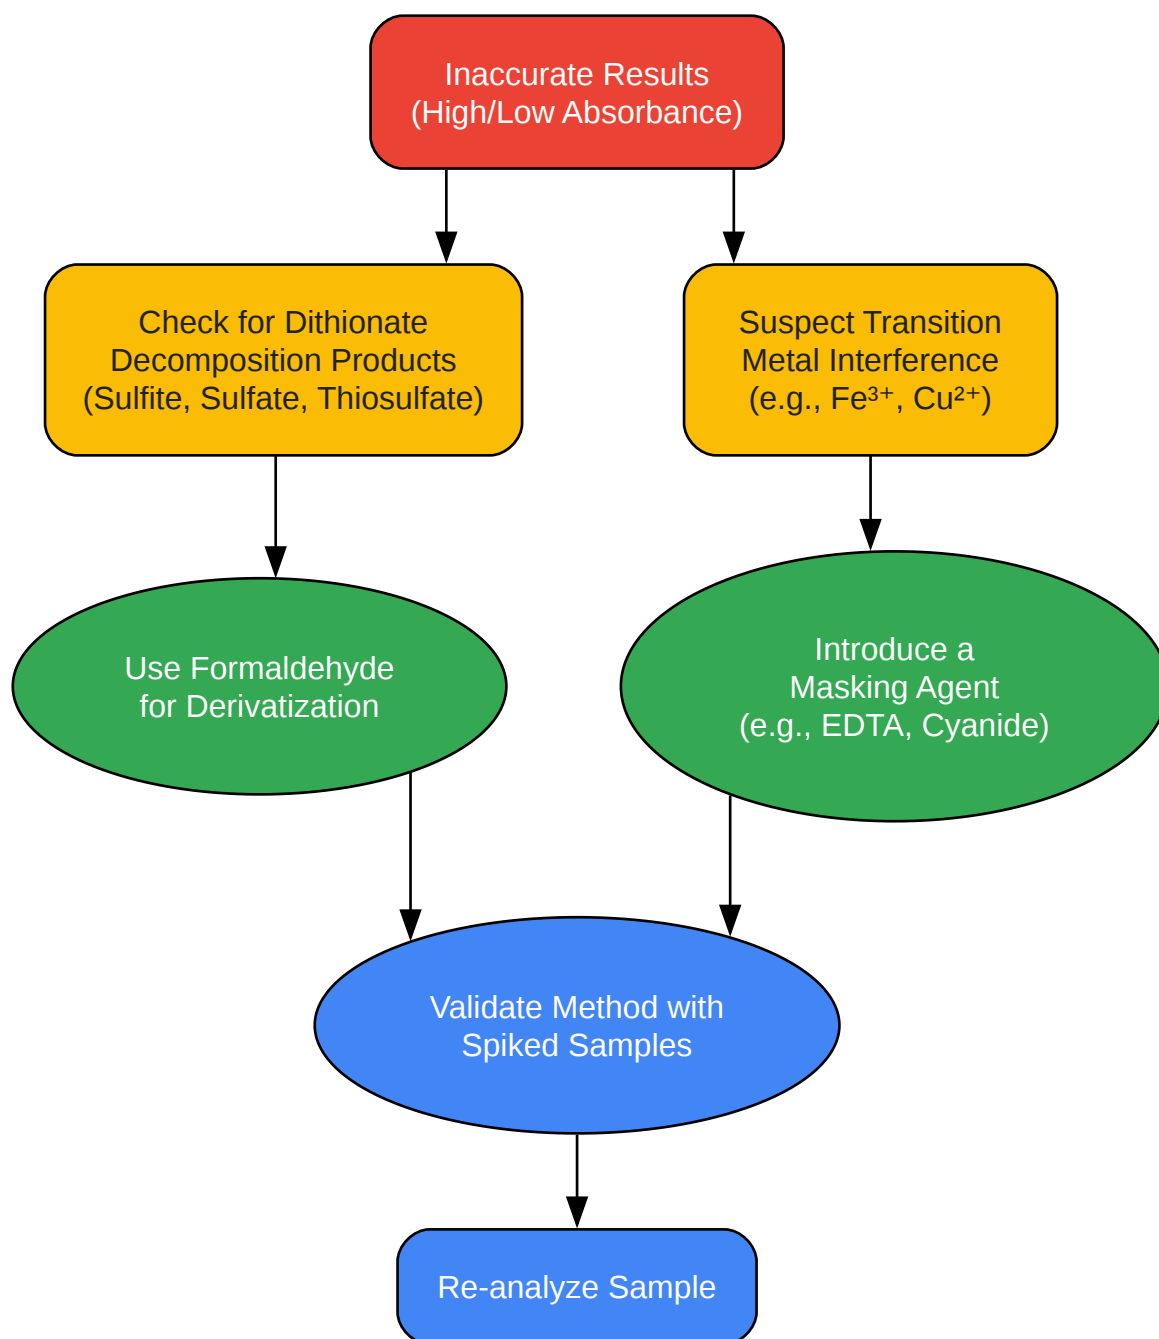 Inaccurate Results
(High/Low Absorbance)
Check for Dithionate
Decomposition Products
(Sulfite, Sulfate, Thiosulfate)
Suspect Transition
Metal Interference
(e.g., Fe³⁺, Cu²⁺)
Use Formaldehyde
for Derivatization
Introduce a
Masking Agent
(e.g., EDTA, Cyanide)
Validate Method with
Spiked Samples
Re-analyze Sample